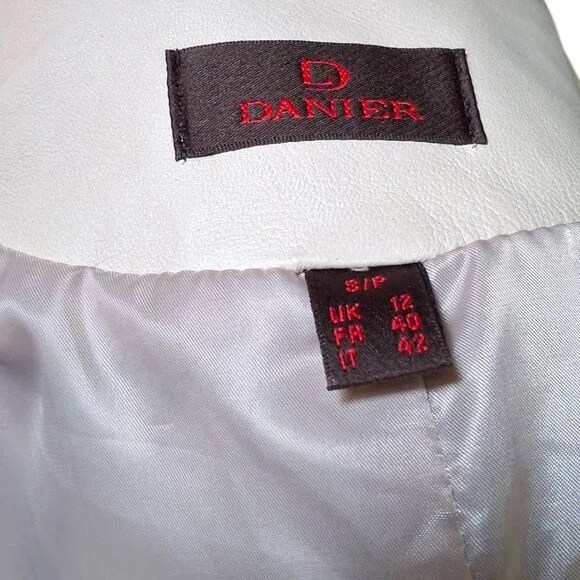 D
DANIER
S/P
UK 12
FR 40
IT 42